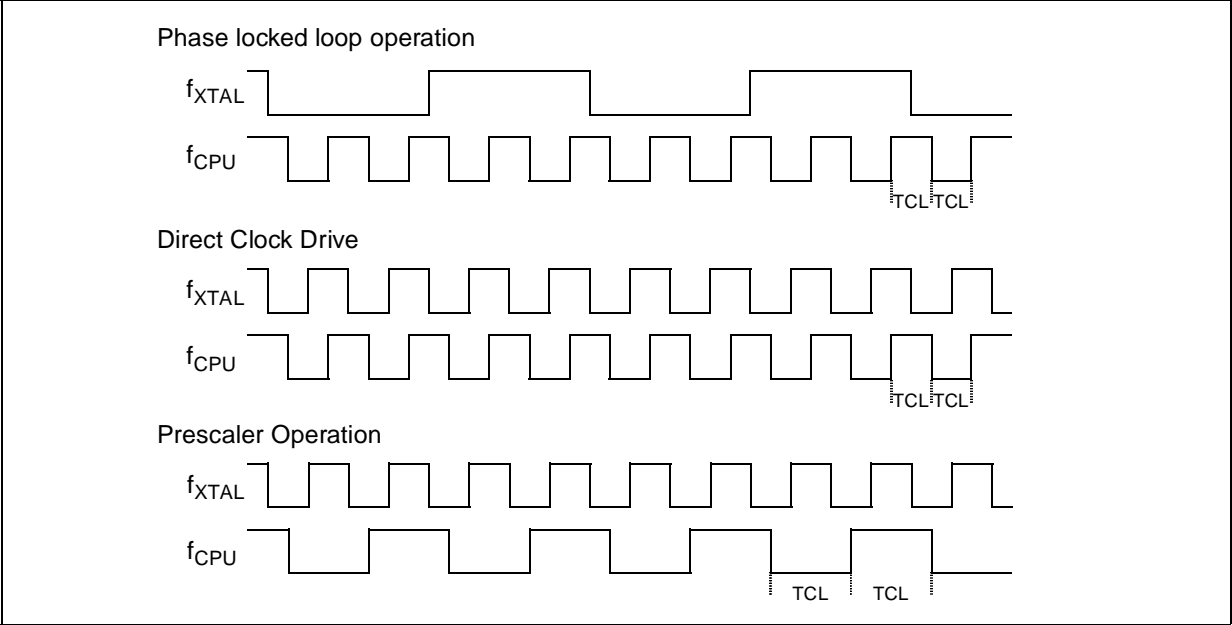 Phase locked loop operation
fXTAL
fCPU
TCL TCL
Direct Clock Drive
fXTAL
fCPU
TCL TCL
Prescaler Operation
fXTAL
fCPU
TCL TCL